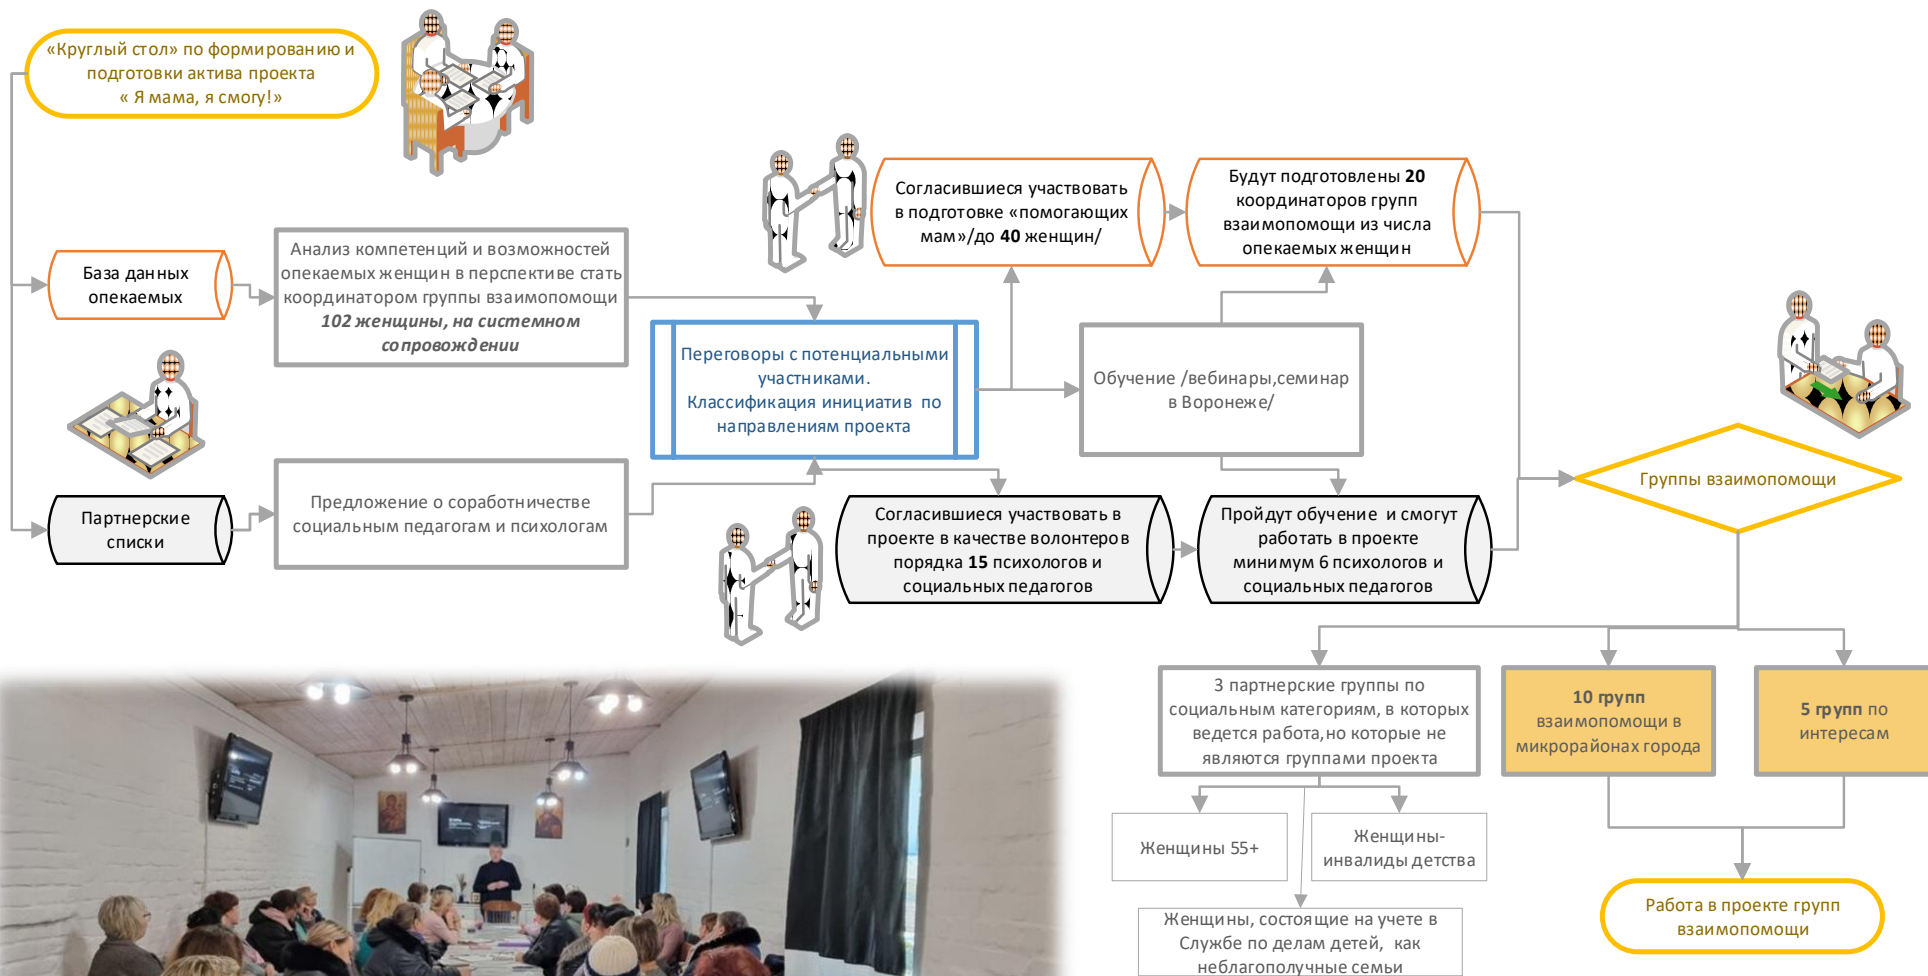 «Круглый стол» по формированию и
подготовки актива проекта
« Я мама, я смогу!»
База данных
опекаемых
Анализ компетенций и возможностей
опекаемых женщин в перспективе стать
координатором группы взаимопомощи
102 женщины, на системном
сопровождении
Партнерские
списки
Предложение о соработничестве
социальным педагогам и психологам
Переговоры с потенциальными
участниками.
Классификация инициатив по
направлениям проекта
Согласившиеся участвовать
в подготовке «помогающих
мам»/до 40 женщин/
Будут подготовлены 20
координаторов групп
взаимопомощи из числа
опекаемых женщин
Обучение /вебинары,семинар
в Воронеже/
Согласившиеся участвовать в
проекте в качестве волонтеров
порядка 15 психологов и
социальных педагогов
Пройдут обучение и смогут
работать в проекте
минимум 6 психологов и
социальных педагогов
Группы взаимопомощи
3 партнерские группы по
социальным категориям, в которых
ведется работа,но которые не
являются группами проекта
10 групп
взаимопомощи в
микрорайонах города
5 групп по
интересам
Женщины 55+
Женщины-
инвалиды детства
Женщины, состоящие на учете в
Службе по делам детей, как
неблагополучные семьи
Работа в проекте групп
взаимопомощи